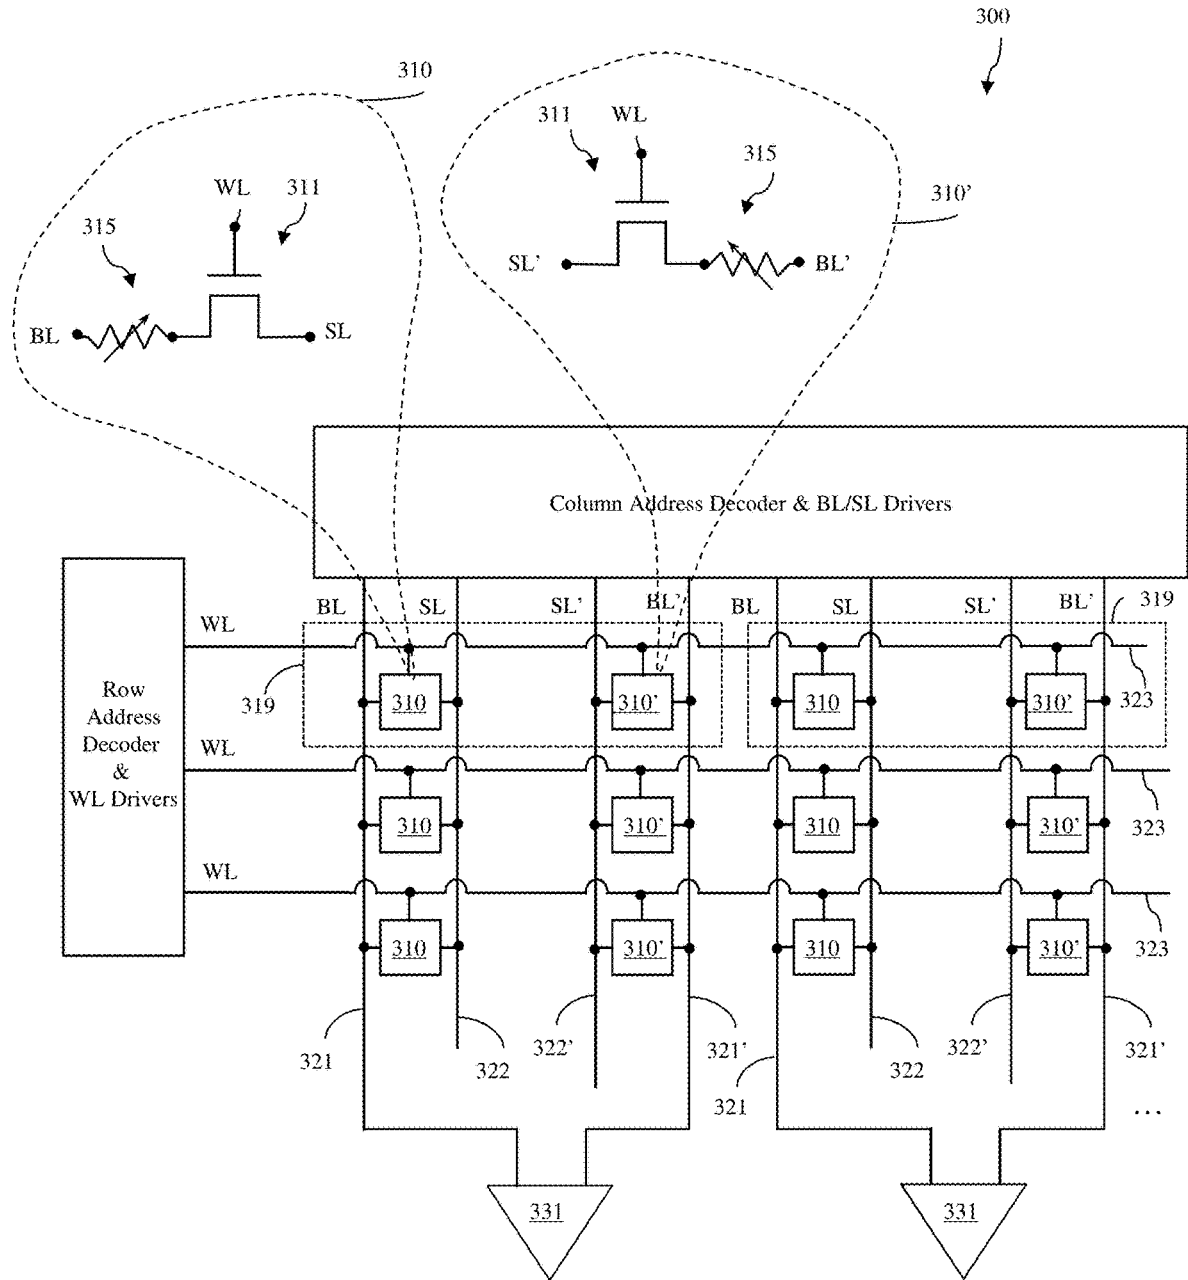 300
310
311
WL
315
310’
WL
311
315
SL’
BL’
BL
SL
Column Address Decoder & BL/SL Drivers
BL
SL
SL’
BL’
BL
SL
SL’
BL’
319
WL
319
310
310’
310
310’
323
Row
Address
Decoder
&
WL Drivers
WL
310
310’
310
310’
323
WL
310
310’
310
310’
323
321
322
322’
321’
321
322
322’
321’
...
331
331